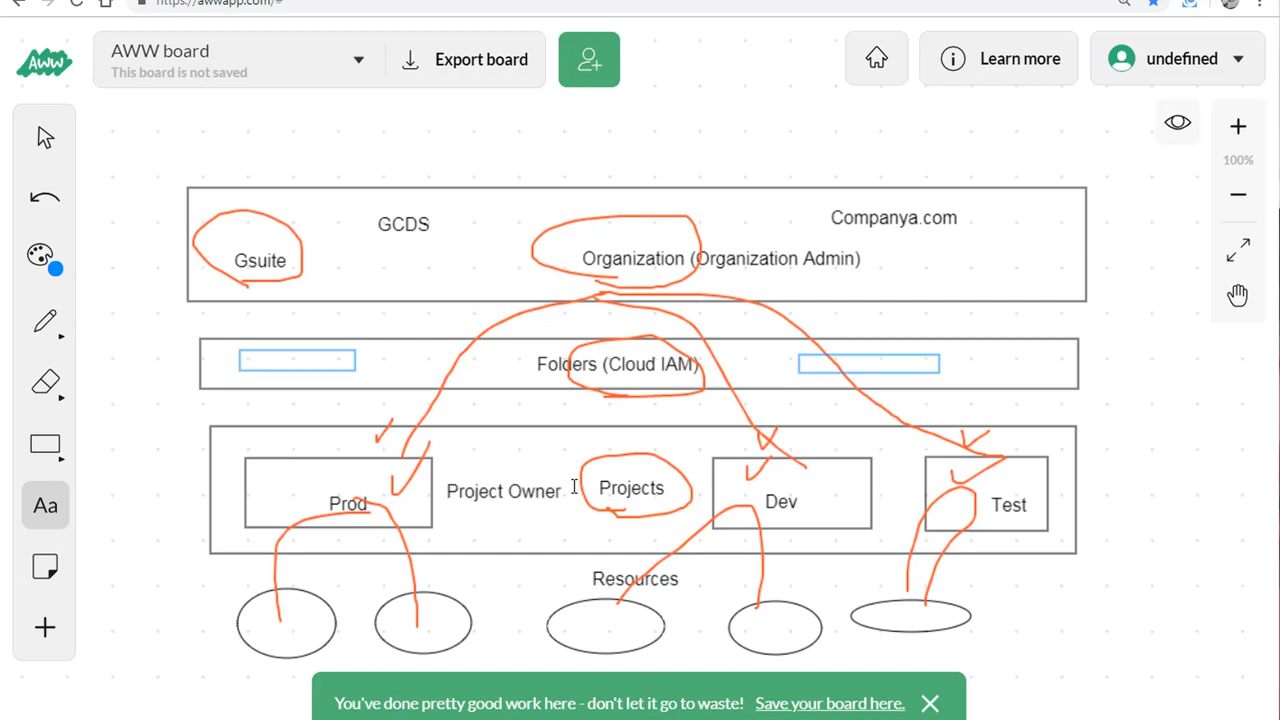 https://awwapp.com/#
AWW
AWW board
This board is not saved
Export board
Learn more
undefined
100%
GCDS
Companya.com
Gsuite
Organization (Organization Admin)
Folders (Cloud IAM)
Prod
Project Owner
Projects
Dev
Test
Aa
Resources
You've done pretty good work here - don't let it go to waste! Save your board here.